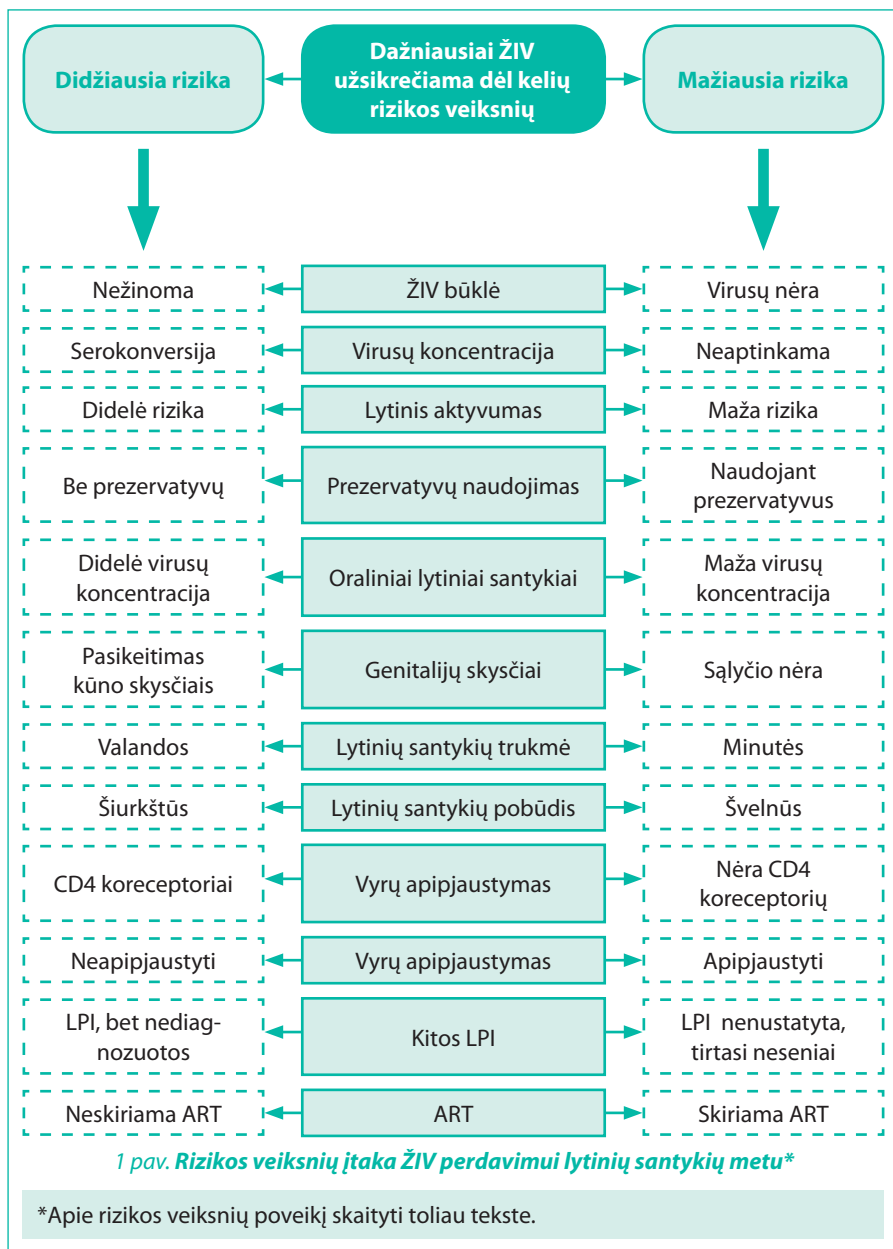 Didžiausia rizika
Dažniausiai ŽIV
užsikrečiama dėl kelių
rizikos veiksnių
Mažiausia rizika
Nežinoma
ŽIV būklė
Virusų nėra
Serokonversija
Virusų koncentracija
Neaptinkama
Didelė rizika
Lytinis aktyvumas
Maža rizika
Be prezervatyvų
Prezervatyvų naudojimas
Naudojant
prezervatyvus
Didelė virusų
koncentracija
Oraliniai lytiniai santykiai
Maža virusų
koncentracija
Pasikeitimas
kūno skysčiais
Genitalijų skysčiai
Sąlyčio nėra
Valandos
Lytinių santykių trukmė
Minutės
Šiurkštūs
Lytinių santykių pobūdis
Švelnūs
CD4 koreceptoriai
Vyrų apipjaustymas
Nėra CD4
koreceptorių
Neapipjaustyti
Vyrų apipjaustymas
Apipjaustyti
LPI, bet nediag-
nozuotos
Kitos LPI
LPI nenustatyta,
tirtasi neseniai
Neskiriama ART
ART
Skiriama ART
1 pav. Rizikos veiksnių įtaka ŽIV perdavimui lytinių santykių metu*
*Apie rizikos veiksnių poveikį skaityti toliau tekste.